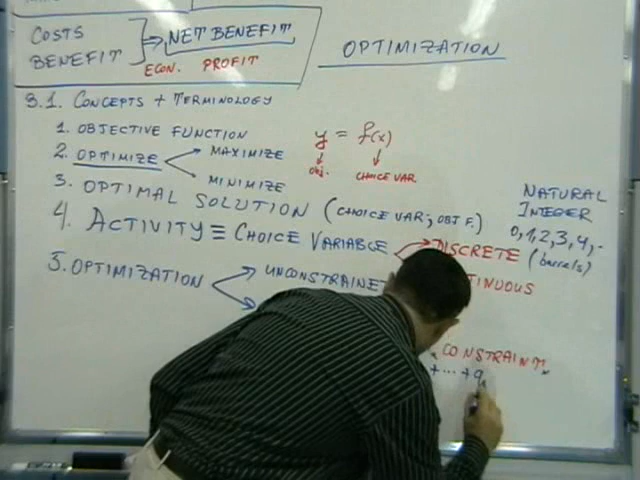 COSTS
BENEFIT
NET BENEFIT
ECON. PROFIT
OPTIMIZATION
3.1. CONCEPTS + TERMINOLOGY
1. OBJECTIVE FUNCTION
2. OPTIMIZE
MAXIMIZE
MINIMIZE
y = f(x)
Obj.
CHOICE VAR.
3. OPTIMAL SOLUTION (CHOICE VAR; OBJ F.)
4. ACTIVITY ≡ CHOICE VARIABLE
DISCRETE (barrels)
NATURAL
INTEGER
0,1,2,3,4,..
TINUOUS
5. OPTIMIZATION
UNCONSTRAINE
CONSTRAINT
+ ... + q